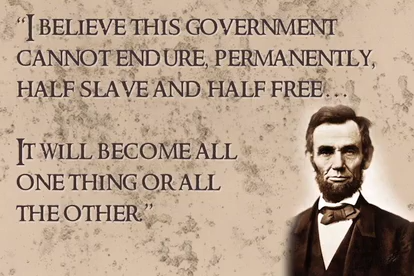 “I BELIEVE THIS GOVERNMENT
CANNOT ENDURE, PERMANENTLY,
HALF SLAVE AND HALF FREE...
IT WILL BECOME ALL
ONE THING OR ALL
THE OTHER.”